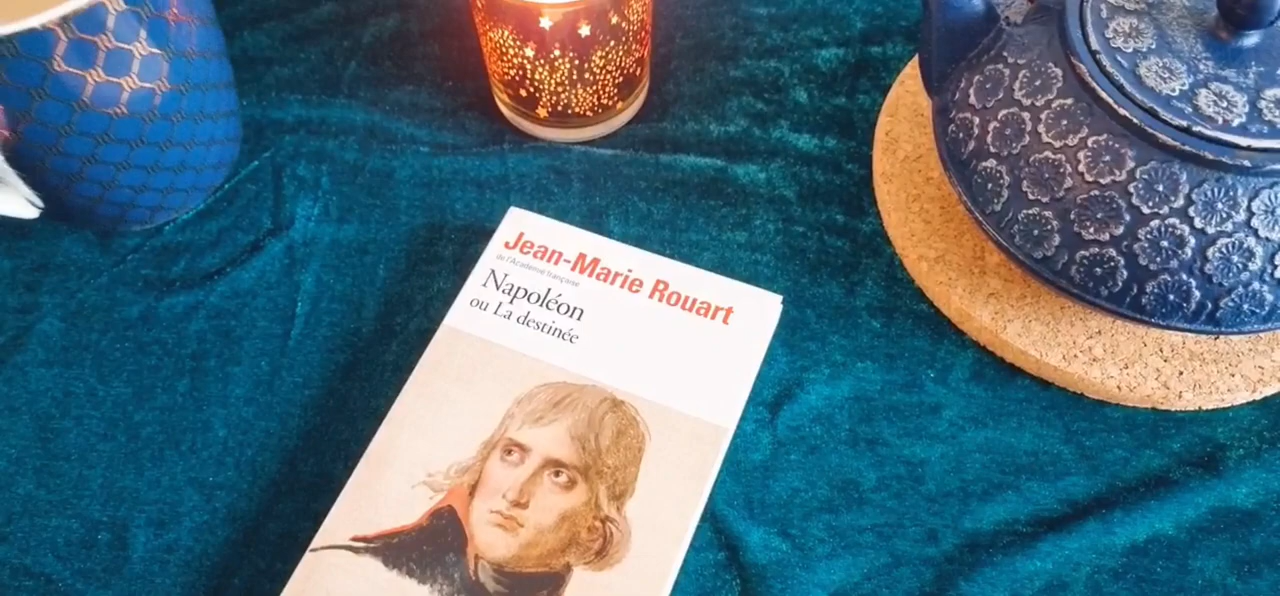 Jean-Marie Rouart
de l'Académie française
Napoléon
ou La destinée